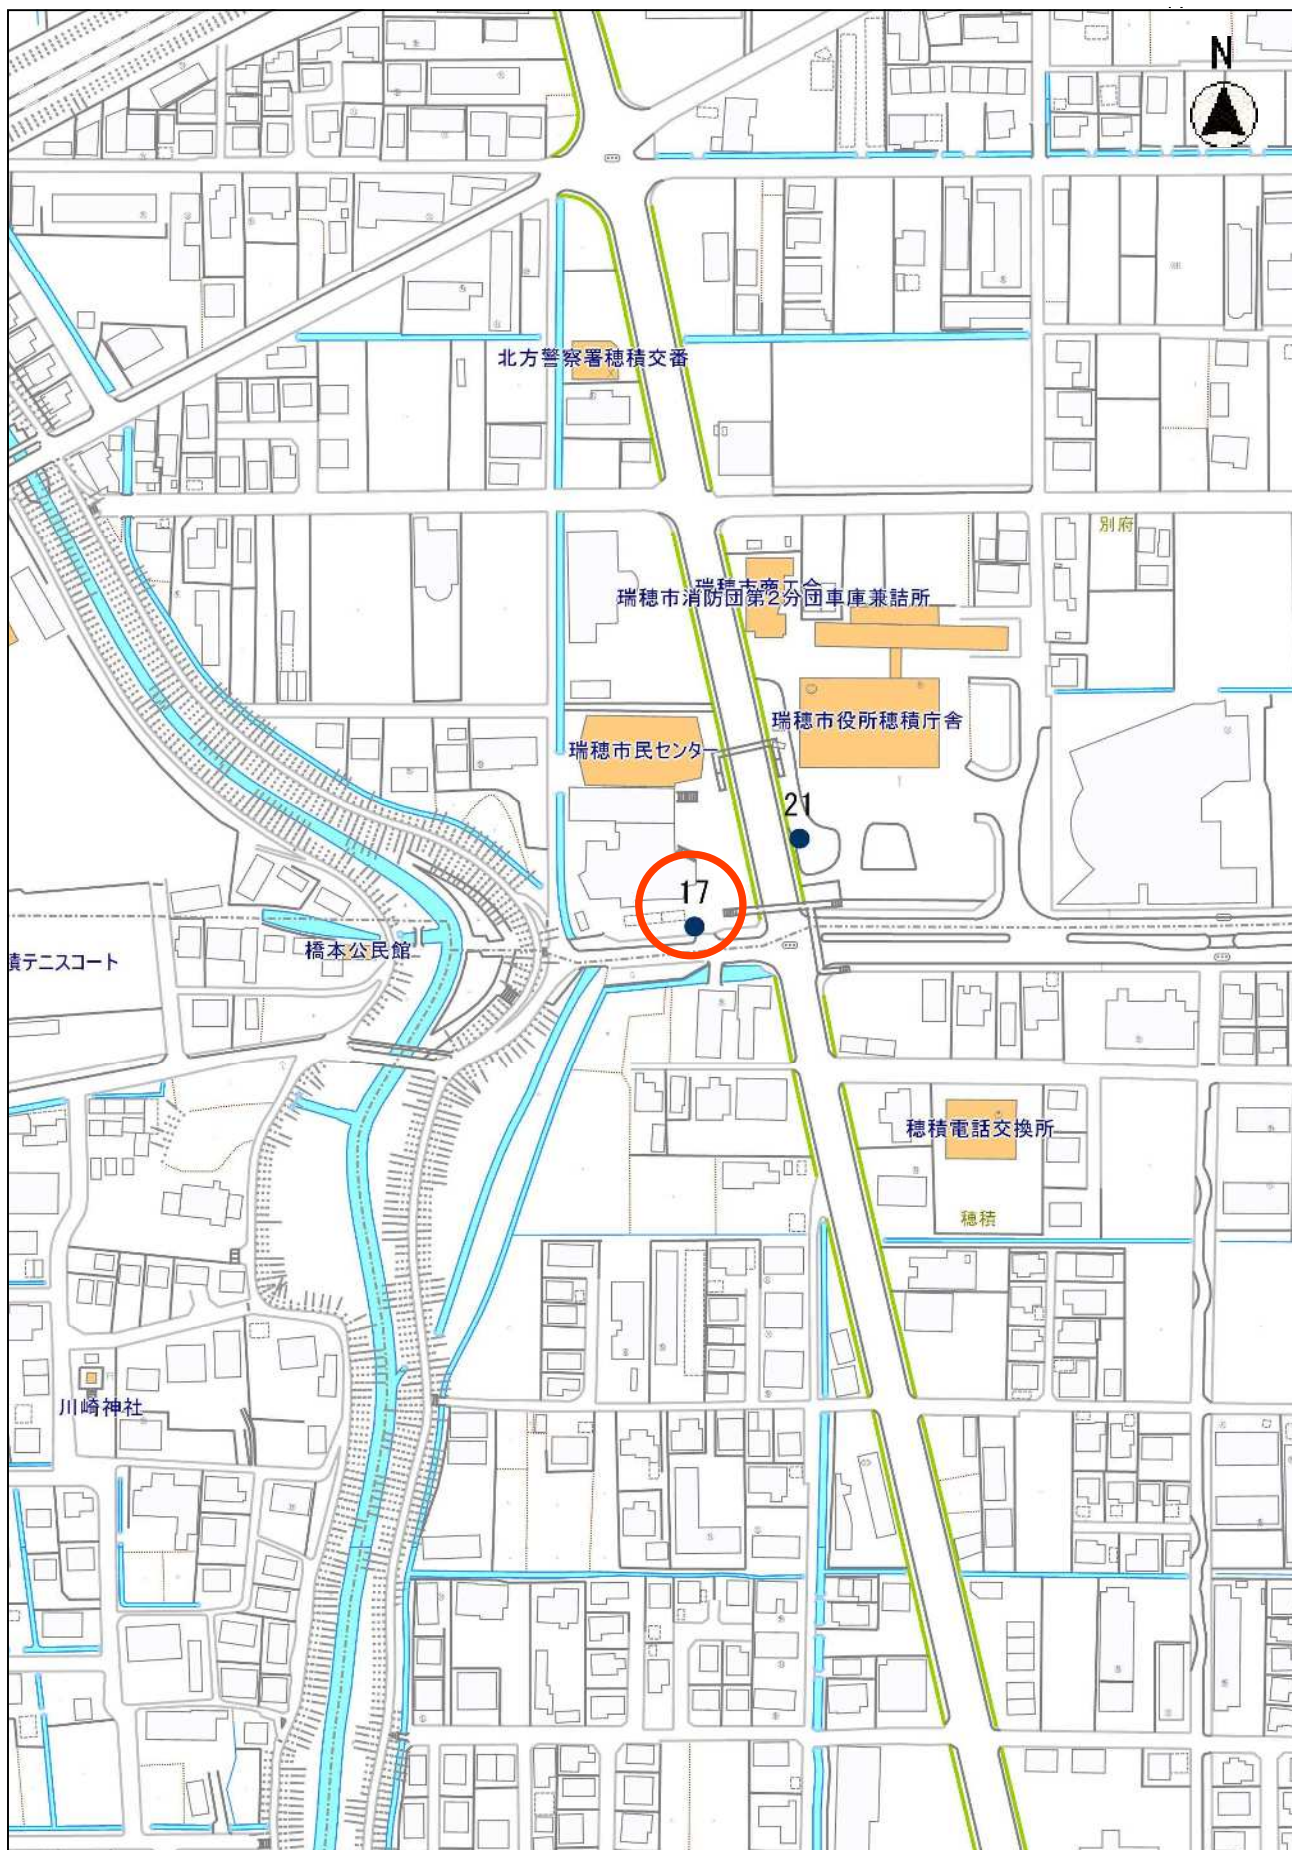 N
北方警察署穂積交番
別府
瑞穂市商工会
瑞穂市消防団第2分団車庫兼詰所
瑞穂市役所穂積庁舎
瑞穂市民センター
21
17
橋本公民館
積テニスコート
穂積電話交換所
穂積
川崎神社